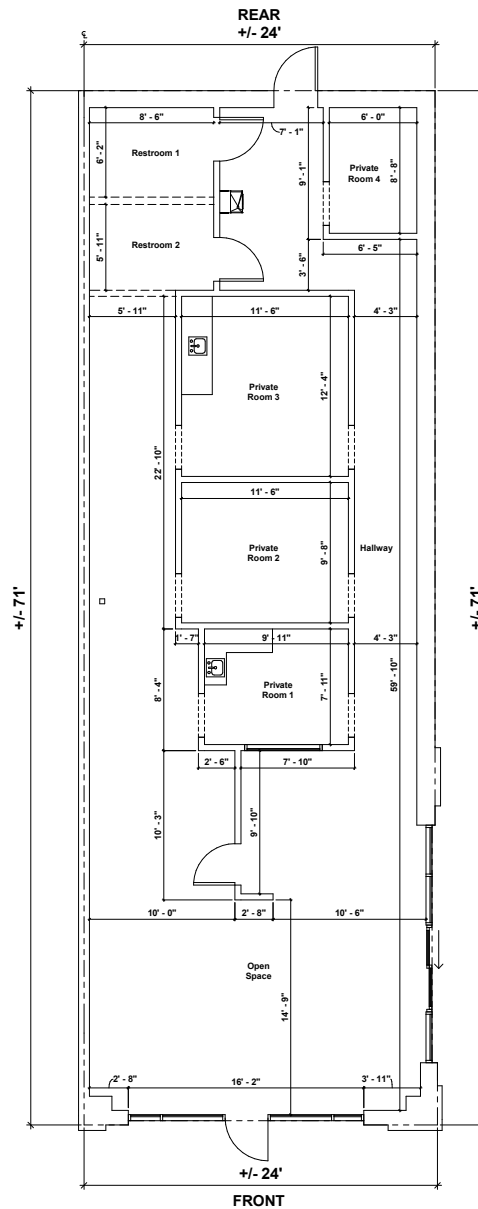 REAR
+/- 24'
8' - 6"
7' - 1"
6' - 0"
6' - 2"
Restroom 1
9' - 1"
Private
Room 4
8' - 8"
5' - 11"
Restroom 2
3' - 6"
6' - 5"
5' - 11"
11' - 6"
4' - 3"
Private
Room 3
12' - 4"
22' - 10"
11' - 6"
Private
Room 2
9' - 8"
Hallway
+/- 71'
+/- 71'
1' - 7"
9' - 11"
4' - 3"
59' - 10"
8' - 4"
Private
Room 1
7' - 11"
2' - 6"
7' - 10"
10' - 3"
9' - 10"
10' - 0"
2' - 8"
10' - 6"
Open
Space
14' - 9"
2' - 8"
16' - 2"
3' - 11"
+/- 24'
FRONT